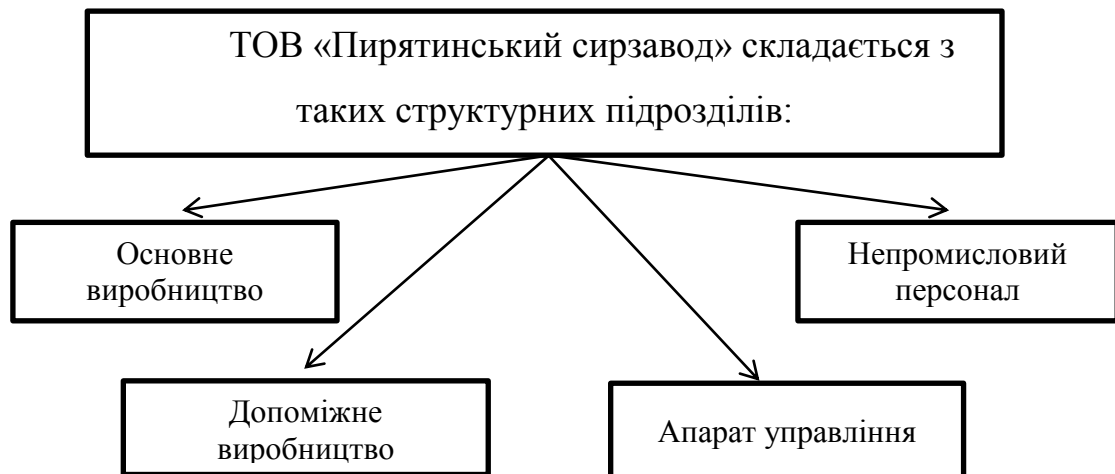 ТОВ «Пирятинський сирзавод» складається з
таких структурних підрозділів:
Основне
виробництво
Непромисловий
персонал
Допоміжне
виробництво
Апарат управління